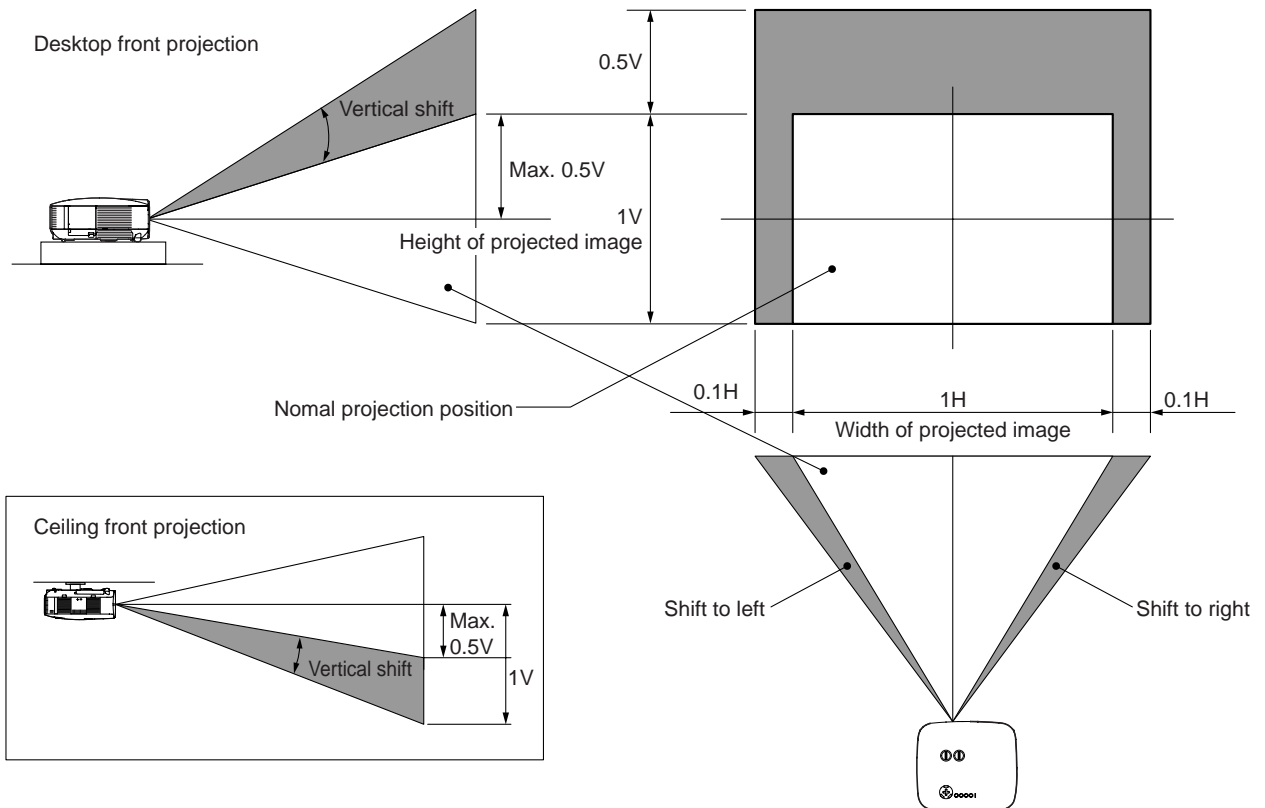 Desktop front projection
Vertical shift
Max. 0.5V
0.5V
1V
Height of projected image
Nomal projection position
0.1H
1H
0.1H
Width of projected image
Shift to left
Shift to right
Ceiling front projection
Vertical shift
Max.
0.5V
1V